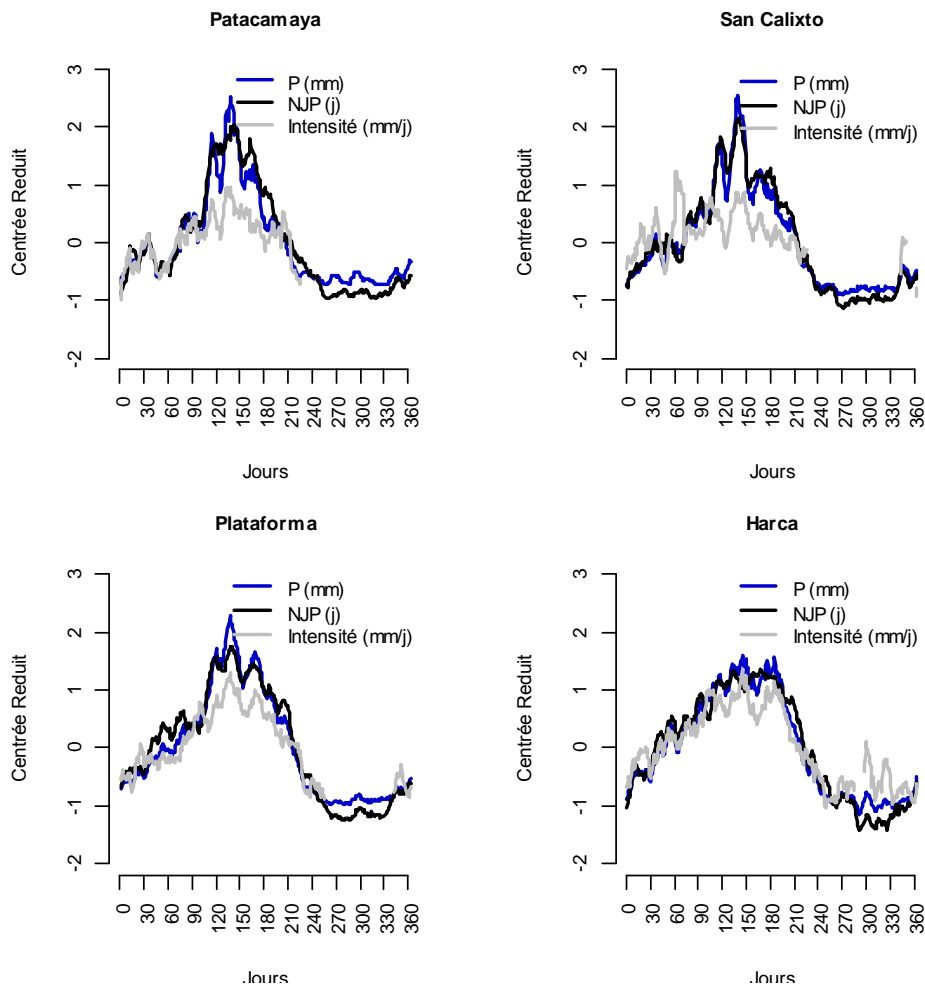 Patacamaya
Centrée Reduit
3
2
1
0
-1
-2
P (mm)
NJP (j)
Intensité (mm/j)
0 30 60 90 120 150 180 210 240 270 300 330 360
Jours
San Calixto
Centrée Reduit
3
2
1
0
-1
-2
P (mm)
NJP (j)
Intensité (mm/j)
0 30 60 90 120 150 180 210 240 270 300 330 360
Jours
Plataforma
Centrée Reduit
3
2
1
0
-1
-2
P (mm)
NJP (j)
Intensité (mm/j)
0 30 60 90 120 150 180 210 240 270 300 330 360
Jours
Harca
Centrée Reduit
3
2
1
0
-1
-2
P (mm)
NJP (j)
Intensité (mm/j)
0 30 60 90 120 150 180 210 240 270 300 330 360
Jours